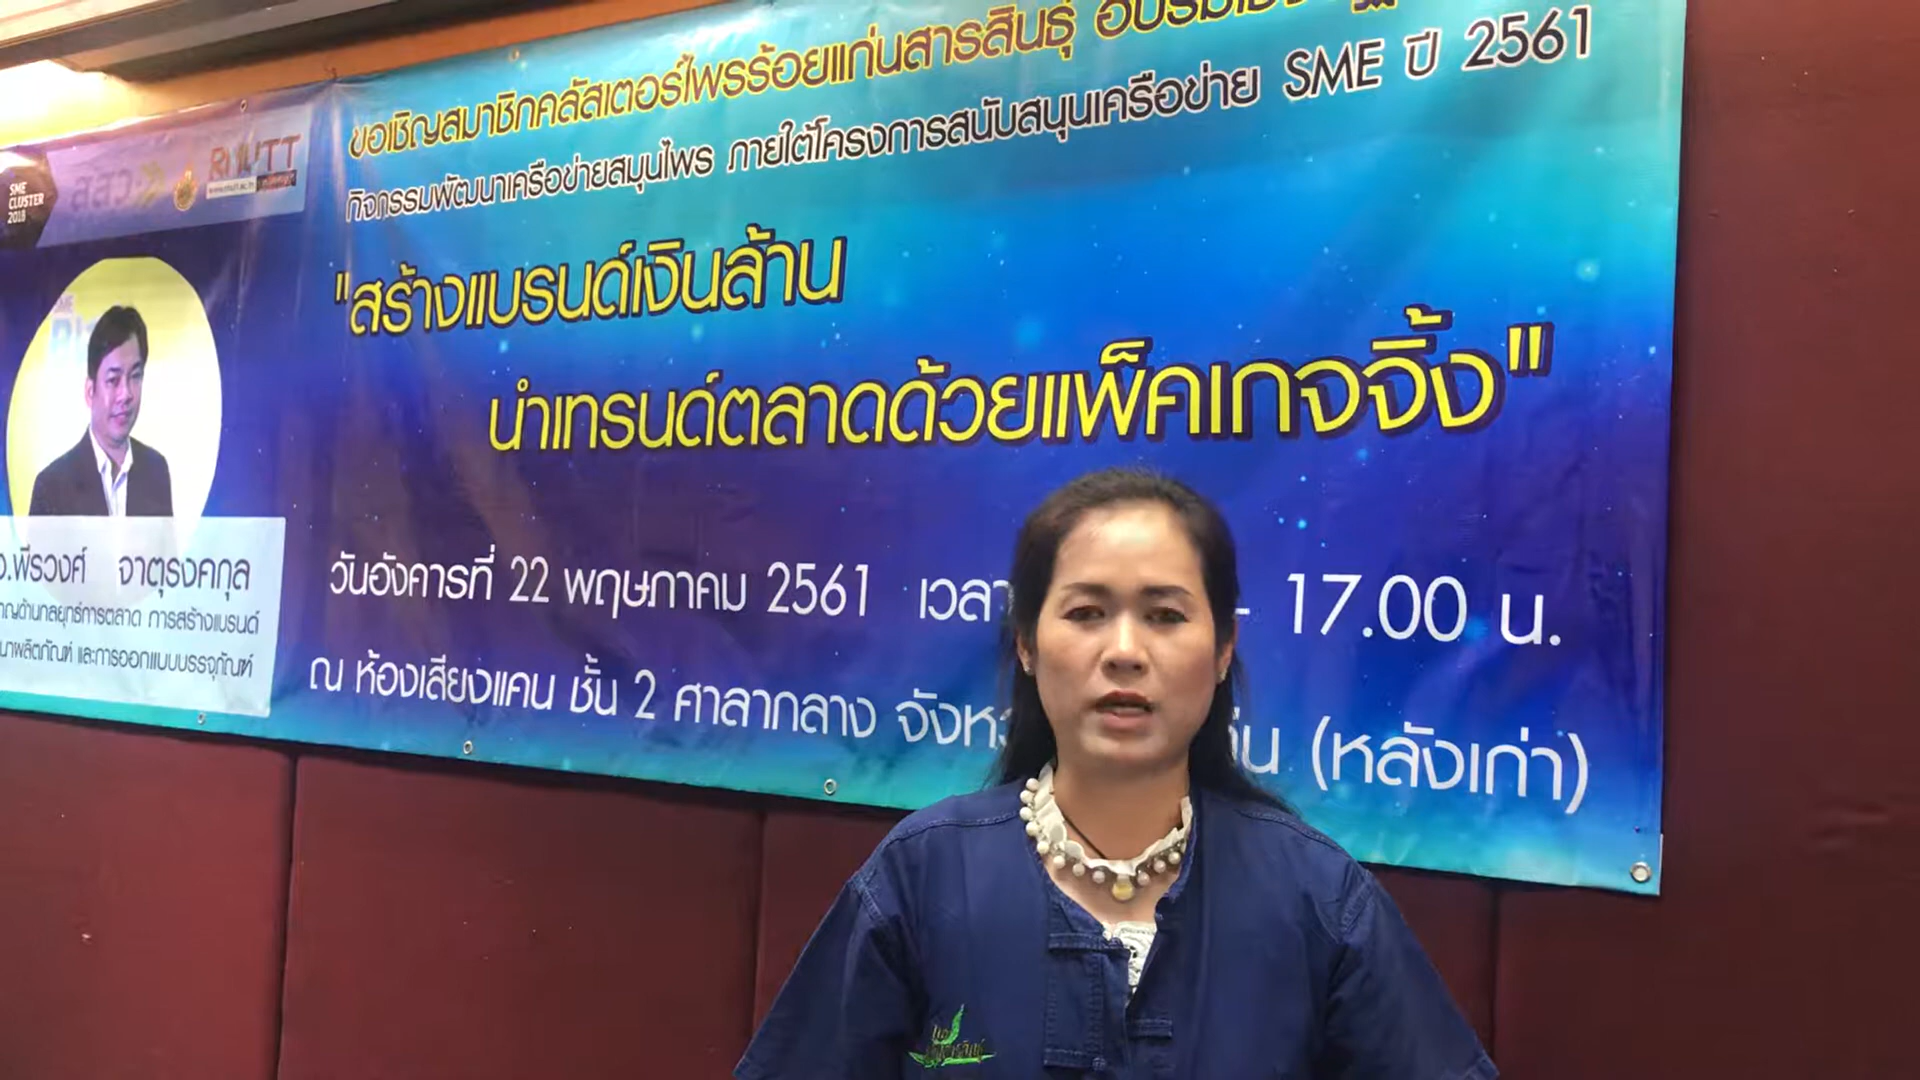 ขอเชิญสมาชิกคลัสเตอร์ไพรร้อยแก่นสารสินธุ์
กิจกรรมพัฒนาเครือข่ายสมุนไพร ภายใต้โครงการสนับสนุนเครือข่าย SME ปี 2561
SME
CLUSTER
2018
สสว
RMUTT
"สร้างแบรนด์เงินล้าน
นำเทรนด์ตลาดด้วยแพ็คเกจจิ้ง"
อ.พีรวงศ์ จาตุรงคกุล
ด้านกลยุทธ์การตลาด การสร้างแบรนด์
ผลิตภัณฑ์ และการออกแบบบรรจุภัณฑ์
วันอังคารที่ 22 พฤษภาคม 2561 เวลา - 17.00 น.
ณ ห้องเสียงแคน ชั้น 2 ศาลากลาง (หลังเก่า)